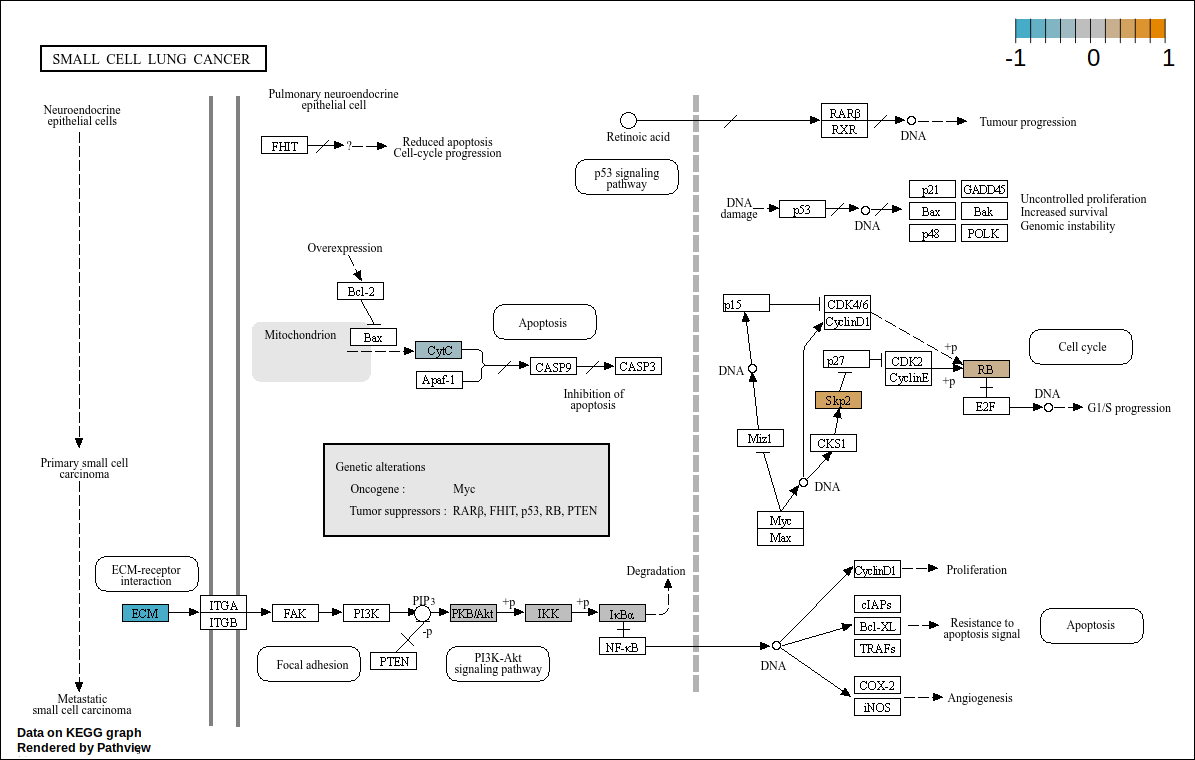 -1 0 1
SMALL CELL LUNG CANCER
Neuroendocrine
epithelial cells
Pulmonary neuroendocrine
epithelial cell
FHIT
?
Reduced apoptosis
Cell-cycle progression
Retinoic acid
RARβ
RXR
DNA
Tumour progression
p53 signaling
pathway
DNA
damage
p53
DNA
p21
GADD45
Bax
Bak
p48
POLK
Uncontrolled proliferation
Increased survival
Genomic instability
Overexpression
Bcl-2
Mitochondrion
Bax
CytC
Apaf-1
Apoptosis
CASP9
CASP3
Inhibition of
apoptosis
p15
CDK4/6
CyclinD1
DNA
p27
CDK2
CyclinE
+p
+p
RB
Cell cycle
Skp2
E2F
DNA
G1/S progression
Miz1
CKS1
DNA
Myc
Max
Primary small cell
carcinoma
Genetic alterations
Oncogene : Myc
Tumor suppressors : RARβ, FHIT, p53, RB, PTEN
ECM-receptor
interaction
ECM
ITGA
ITGB
FAK
PI3K
PIP3
-p
PTEN
PKB/Akt
+p
IKK
+p
IκBα
NF-κB
Degradation
Focal adhesion
PI3K-Akt
signaling pathway
DNA
CyclinD1
Proliferation
cIAPs
Bcl-XL
TRAFs
Resistance to
apoptosis signal
Apoptosis
COX-2
iNOS
Angiogenesis
Metastatic
small cell carcinoma
Data on KEGG graph
Rendered by Pathview